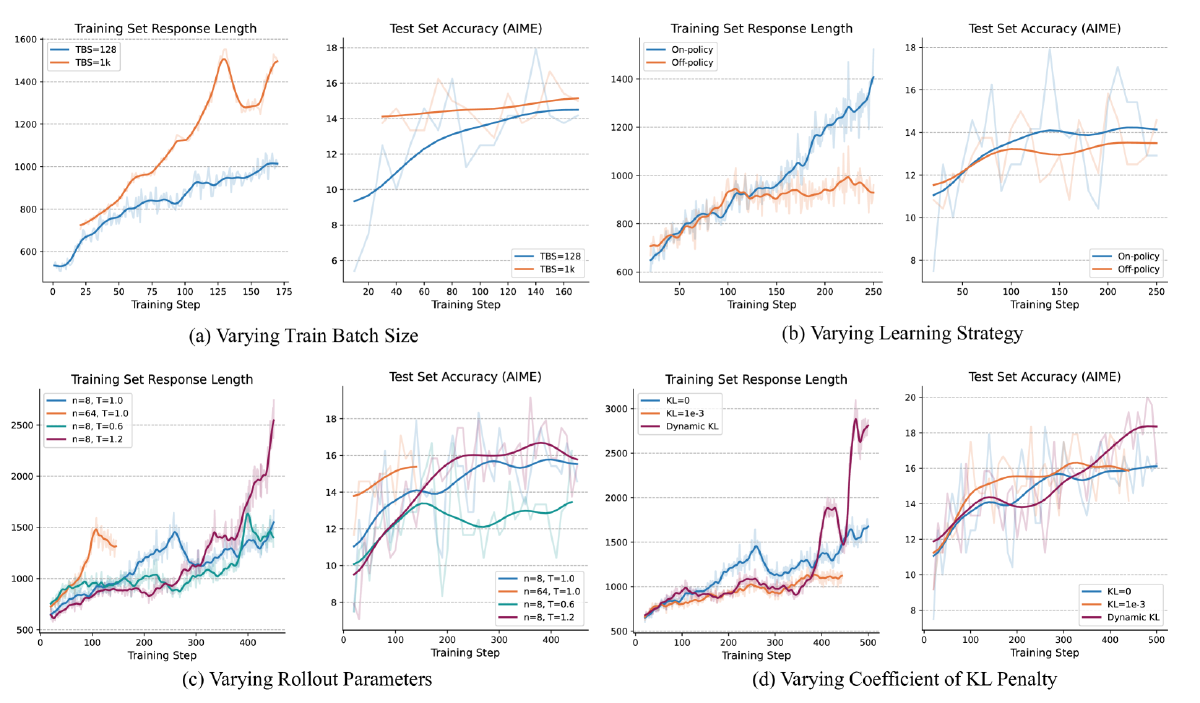 Training Set Response Length
1600
1400
1200
1000
800
600
0 25 50 75 100 125 150 175
Training Step
TBS=128
TBS=1k
Test Set Accuracy (AIME)
18
16
14
12
10
8
6
20 40 60 80 100 120 140 160
Training Step
TBS=128
TBS=1k
(a) Varying Train Batch Size
Training Set Response Length
On-policy
Off-policy
1400
1200
1000
800
600
50 100 150 200 250
Training Step
Test Set Accuracy (AIME)
18
16
14
12
10
8
On-policy
Off-policy
50 100 150 200 250
Training Step
(b) Varying Learning Strategy
Training Set Response Length
n=8, T=1.0
n=64, T=1.0
n=8, T=0.6
n=8, T=1.2
2500
2000
1500
1000
500
0 100 200 300 400
Training Step
Test Set Accuracy (AIME)
18
16
14
12
10
8
n=8, T=1.0
n=64, T=1.0
n=8, T=0.6
n=8, T=1.2
0 100 200 300 400
Training Step
(c) Varying Rollout Parameters
Training Set Response Length
KL=0
KL=1e-3
Dynamic KL
3000
2500
2000
1500
1000
500
0 100 200 300 400 500
Training Step
Test Set Accuracy (AIME)
20
18
16
14
12
10
8
KL=0
KL=1e-3
Dynamic KL
0 100 200 300 400 500
Training Step
(d) Varying Coefficient of KL Penalty